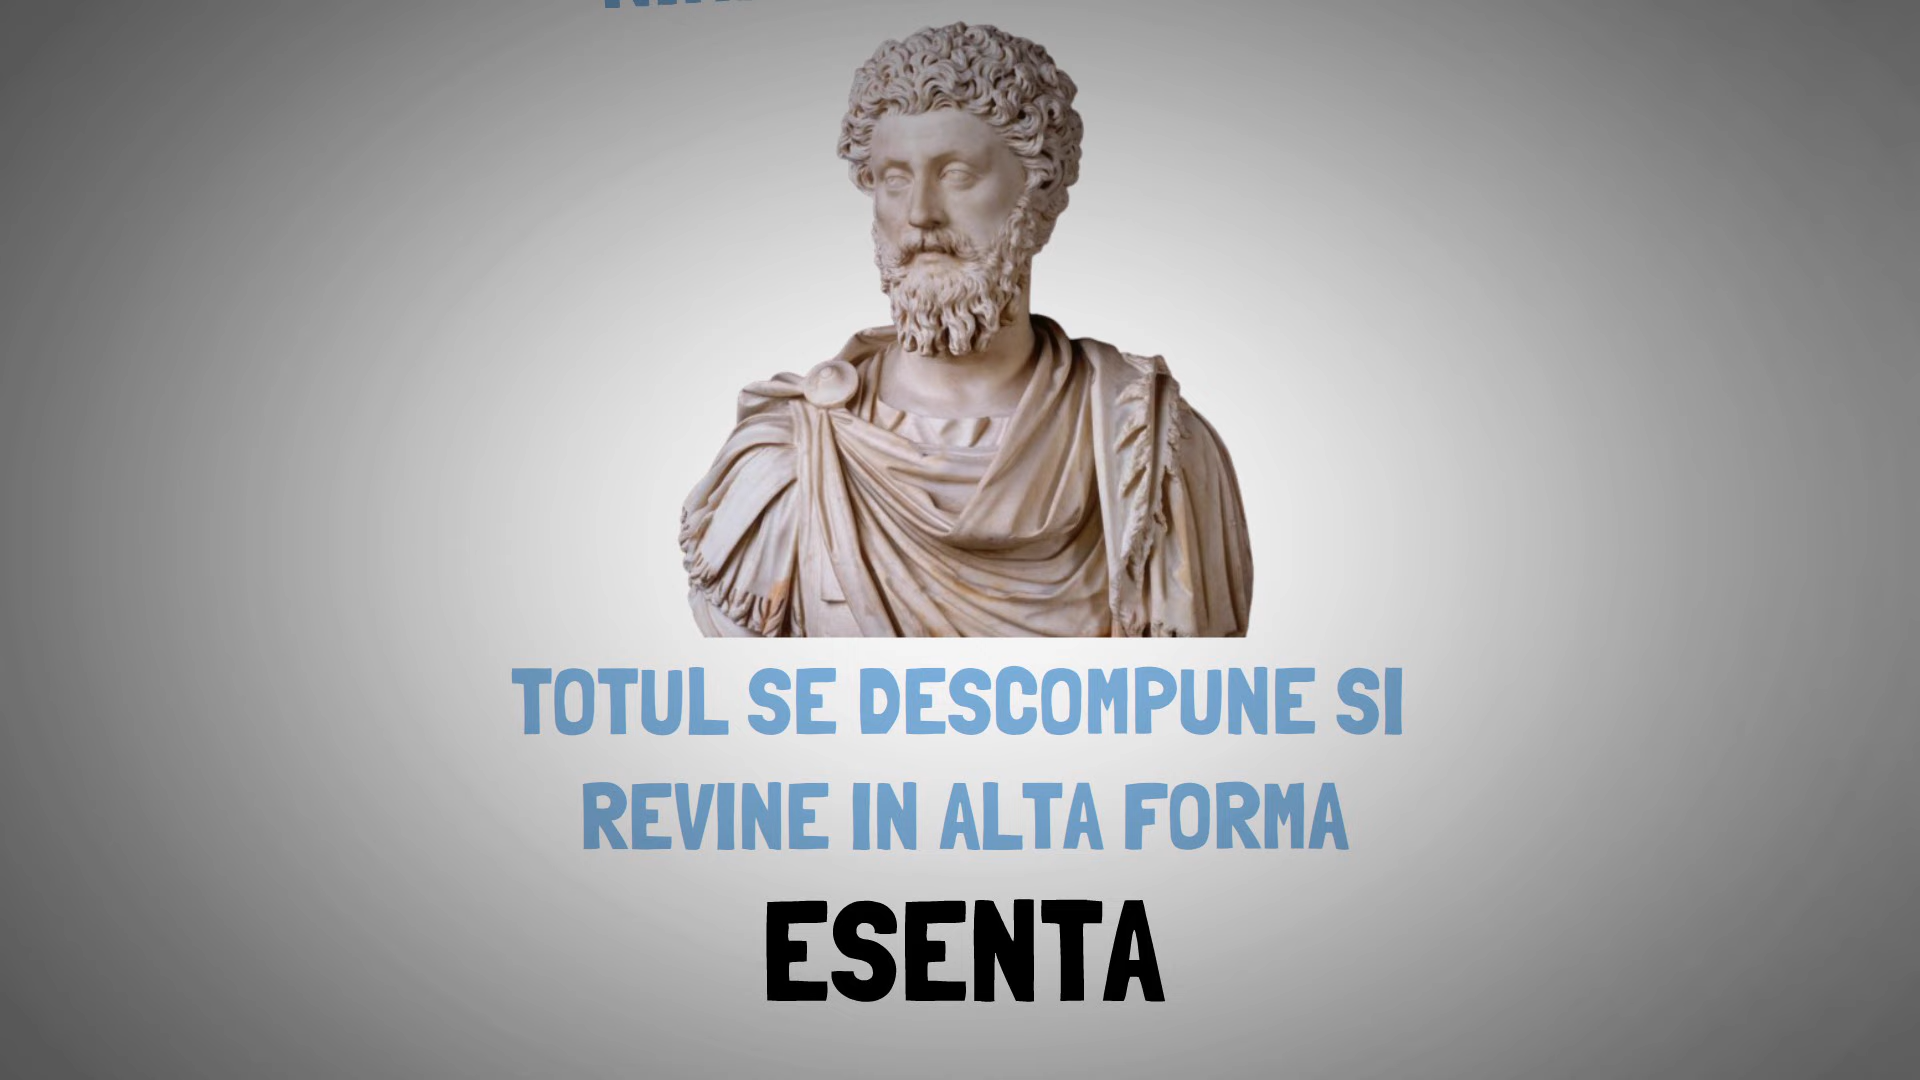 TOTUL SE DESCOMPUNE SI
REVINE IN ALTA FORMA
ESENTA